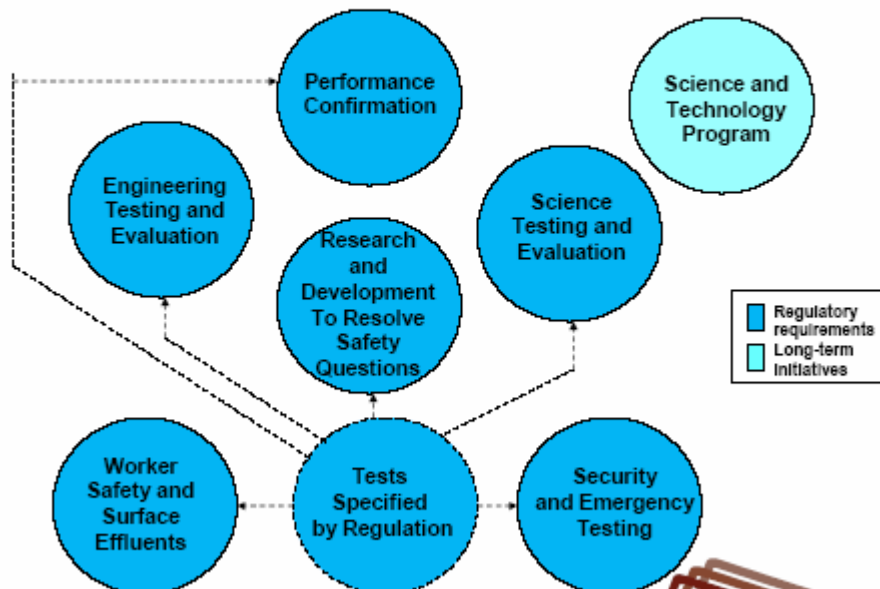 Performance
Confirmation
Science and
Technology
Program
Engineering
Testing and
Evaluation
Science
Testing and
Evaluation
Research
and
Development
To Resolve
Safety
Questions
Regulatory
requirements
Long-term
initiatives
Worker
Safety and
Surface
Effluents
Tests
Specified
by Regulation
Security
and Emergency
Testing